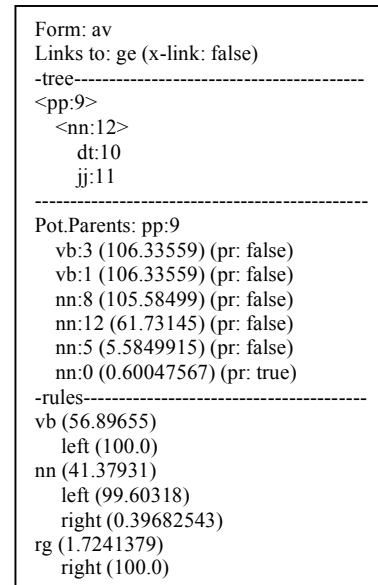 Form: av
Links to: ge (x-link: false)
-tree-----------------------------------------
<pp:9>
<nn:12>
dt:10
jj:11
-----------------------------------------------
Pot.Parents: pp:9
vb:3 (106.33559) (pr: false)
vb:1 (106.33559) (pr: false)
nn:8 (105.58499) (pr: false)
nn:12 (61.73145) (pr: false)
nn:5 (5.5849915) (pr: false)
nn:0 (0.60047567) (pr: true)
-rules----------------------------------------
vb (56.89655)
left (100.0)
nn (41.37931)
left (99.60318)
right (0.39682543)
rg (1.7241379)
right (100.0)